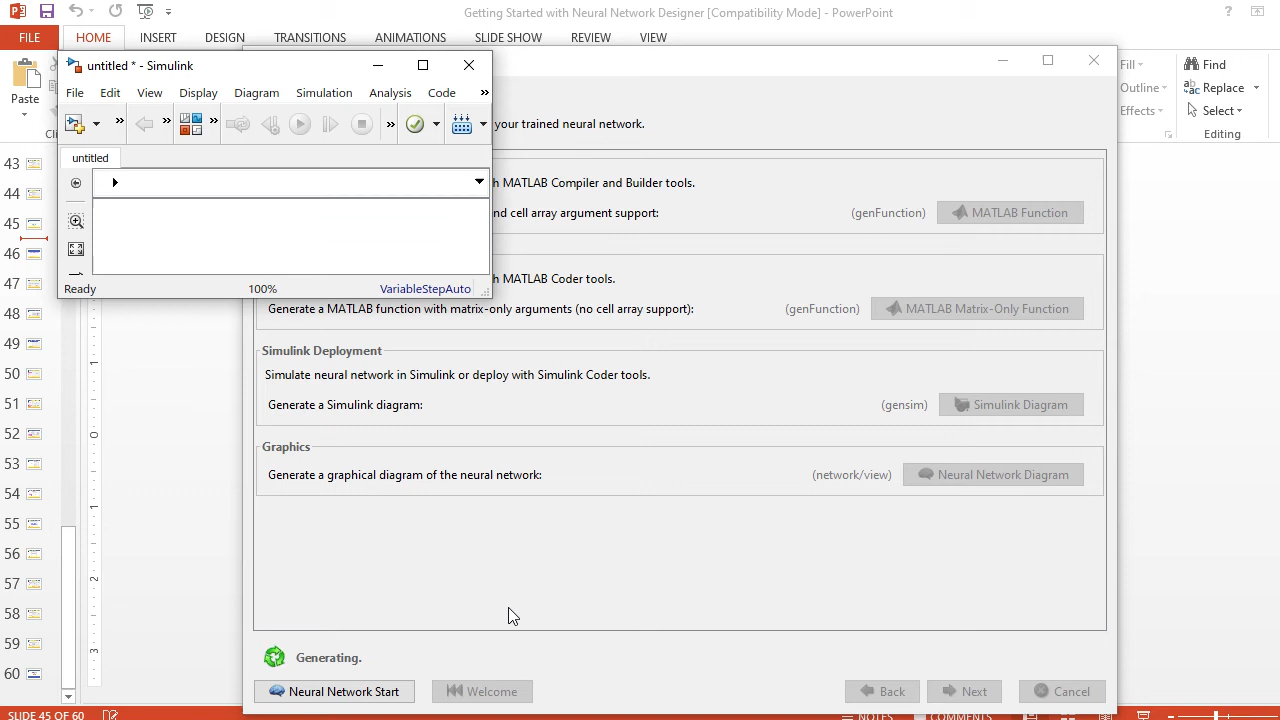 Getting Started with Neural Network Designer [Compatibility Mode] - PowerPoint
FILE HOME INSERT DESIGN TRANSITIONS ANIMATIONS SLIDE SHOW REVIEW VIEW
Paste
Fill
Outline
Effects
Find
Replace
Select
Editing
untitled * - Simulink
File Edit View Display Diagram Simulation Analysis Code »
untitled
Ready 100% VariableStepAuto
your trained neural network.
MATLAB Compiler and Builder tools.
and cell array argument support: (genFunction) MATLAB Function
MATLAB Coder tools.
Generate a MATLAB function with matrix-only arguments (no cell array support): (genFunction) MATLAB Matrix-Only Function
Simulink Deployment
Simulate neural network in Simulink or deploy with Simulink Coder tools.
Generate a Simulink diagram: (gensim) Simulink Diagram
Graphics
Generate a graphical diagram of the neural network: (network/view) Neural Network Diagram
Generating.
Neural Network Start Welcome Back Next Cancel
43
44
45
46
47
48
49
50
51
52
53
54
55
56
57
58
59
60
1
0
1
2
3
SLIDE 45 OF 60
NOTES COMMENTS